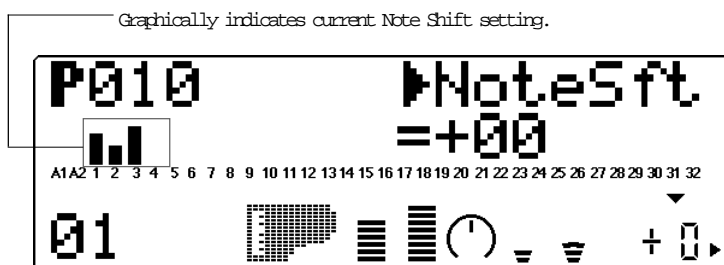 Graphically indicates current Note Shift setting.
P010 ▶NoteSft.
=+00
A1 A2 1 2 3 4 5 6 7 8 9 10 11 12 13 14 15 16 17 18 19 20 21 22 23 24 25 26 27 28 29 30 31 32
01 + 0